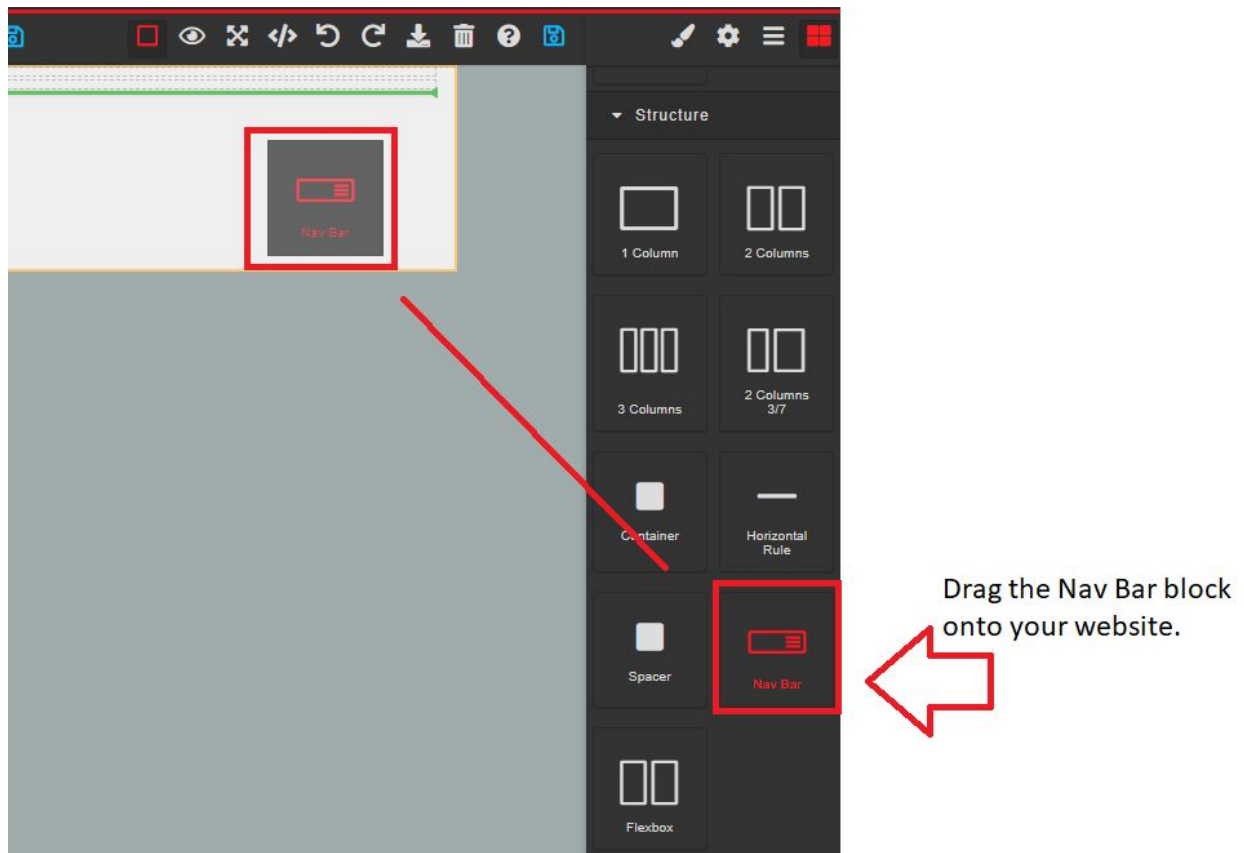 Structure
Nav Bar
1 Column
2 Columns
3 Columns
2 Columns
3/7
Container
Horizontal
Rule
Drag the Nav Bar block
onto your website.
Spacer
Nav Bar
Flexbox